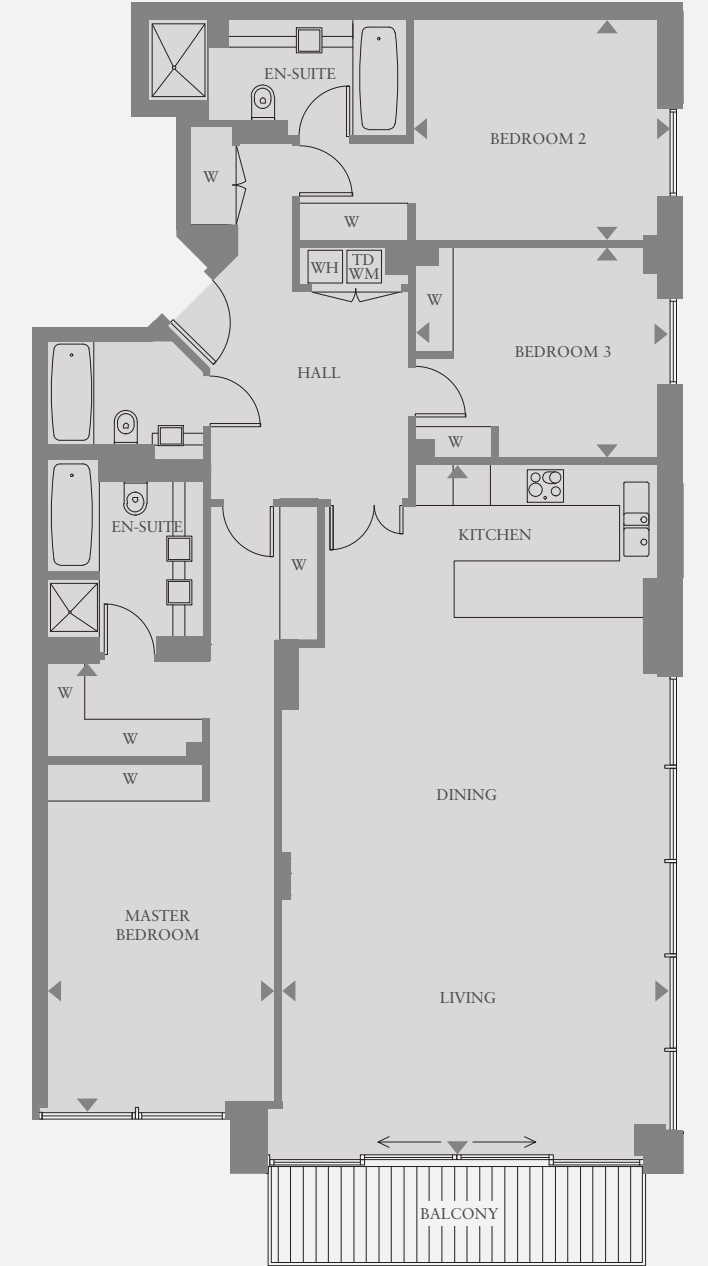 EN-SUITE
BEDROOM 2
W
W
WH
TD
WM
W
BEDROOM 3
HALL
W
EN-SUITE
KITCHEN
W
W
W
W
DINING
MASTER
BEDROOM
LIVING
BALCONY